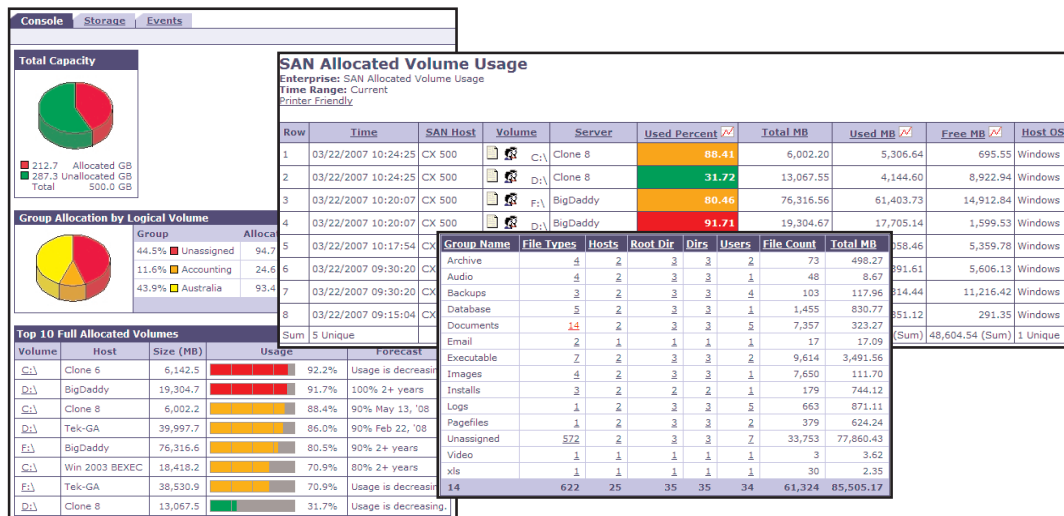 Console Storage Events
Total Capacity
212.7 Allocated GB
287.3 Unallocated GB
Total 500.0 GB
Group Allocation by Logical Volume
Group Allocat
44.5% Unassigned 94.7
11.6% Accounting 24.6
43.9% Australia 93.4
Top 10 Full Allocated Volumes
Volume Host Size (MB) Usage Forecast
C:\ Clone 6 6,142.5 92.2% Usage is decreasing
D:\ BigDaddy 19,304.7 91.7% 100% 2+ years
C:\ Clone 8 6,002.2 88.4% 90% May 13, '08
D:\ Tek-GA 39,997.7 86.0% 90% Feb 22, '08
F:\ BigDaddy 76,316.6 80.5% 90% 2+ years
C:\ Win 2003 BEXEC 18,418.2 70.9% 80% 2+ years
F:\ Tek-GA 38,530.9 70.9% Usage is decreasing.
D:\ Clone 8 13,067.5 31.7% Usage is decreasing.
SAN Allocated Volume Usage
Enterprise: SAN Allocated Volume Usage
Time Range: Current
Printer Friendly
Row Time SAN Host Volume Server Used Percent Total MB Used MB Free MB Host OS
1 03/22/2007 10:24:25 CX 500 C:\ Clone 8 88.41 6,002.20 5,306.64 695.55 Windows
2 03/22/2007 10:24:25 CX 500 D:\ Clone 8 31.72 13,067.55 4,144.60 8,922.94 Windows
3 03/22/2007 10:20:07 CX 500 F:\ BigDaddy 80.46 76,316.56 61,403.73 14,912.84 Windows
4 03/22/2007 10:20:07 CX 500 D:\ BigDaddy 91.71 19,304.67 17,705.14 1,599.53 Windows
5 03/22/2007 10:17:54 CX 058.46 5,359.78 Windows
6 03/22/2007 09:30:20 CX 391.61 5,606.13 Windows
7 03/22/2007 09:30:20 CX 314.44 11,216.42 Windows
8 03/22/2007 09:15:04 CX 351.12 291.35 Windows
Sum 5 Unique (Sum) 48,604.54 (Sum) 1 Unique
Group Name File Types Hosts Root Dir Dirs Users File Count Total MB
Archive 4 2 3 3 2 73 498.27
Audio 4 2 3 3 1 48 8.67
Backups 3 2 3 3 4 103 117.96
Database 5 2 3 3 1 1,455 830.77
Documents 14 2 3 3 5 7,357 323.27
Email 2 1 1 1 1 17 17.09
Executable 7 2 3 3 2 9,614 3,491.56
Images 4 2 3 3 1 7,650 111.70
Installs 3 2 2 2 1 179 744.12
Logs 1 2 3 3 5 663 871.11
Pagefiles 1 2 3 3 2 379 624.24
Unassigned 572 2 3 3 7 33,753 77,860.43
Video 1 1 1 1 1 3 3.62
xls 1 1 1 1 1 30 2.35
14 622 25 35 35 34 61,324 85,505.17